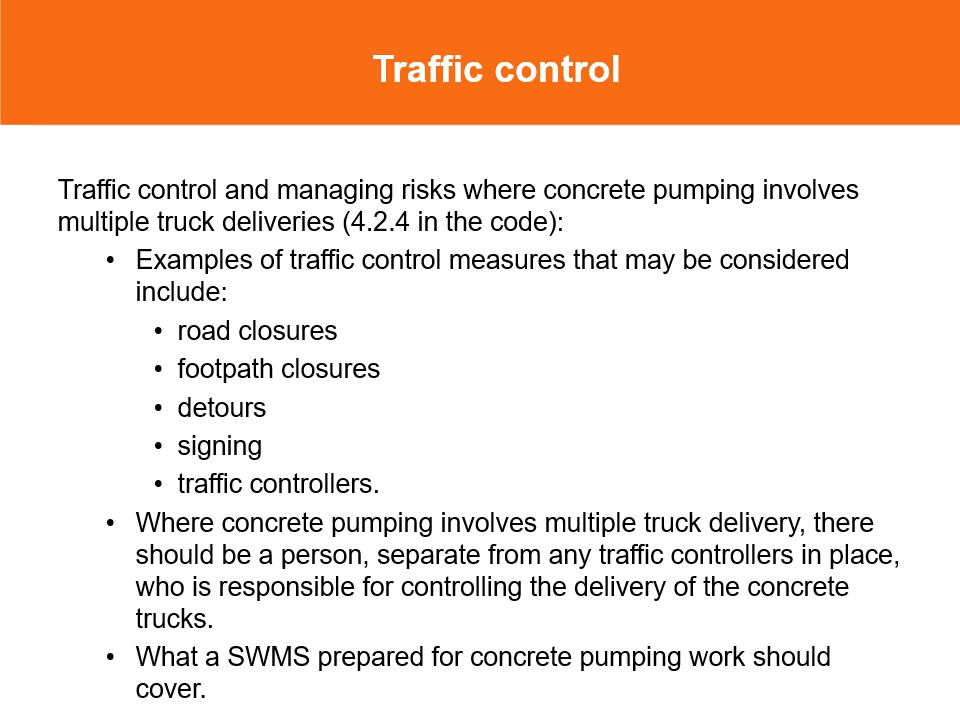 Traffic control
Traffic control and managing risks where concrete pumping involves
multiple truck deliveries (4.2.4 in the code):
• Examples of traffic control measures that may be considered
include:
• road closures
• footpath closures
• detours
• signing
• traffic controllers.
• Where concrete pumping involves multiple truck delivery, there
should be a person, separate from any traffic controllers in place,
who is responsible for controlling the delivery of the concrete
trucks.
• What a SWMS prepared for concrete pumping work should
cover.